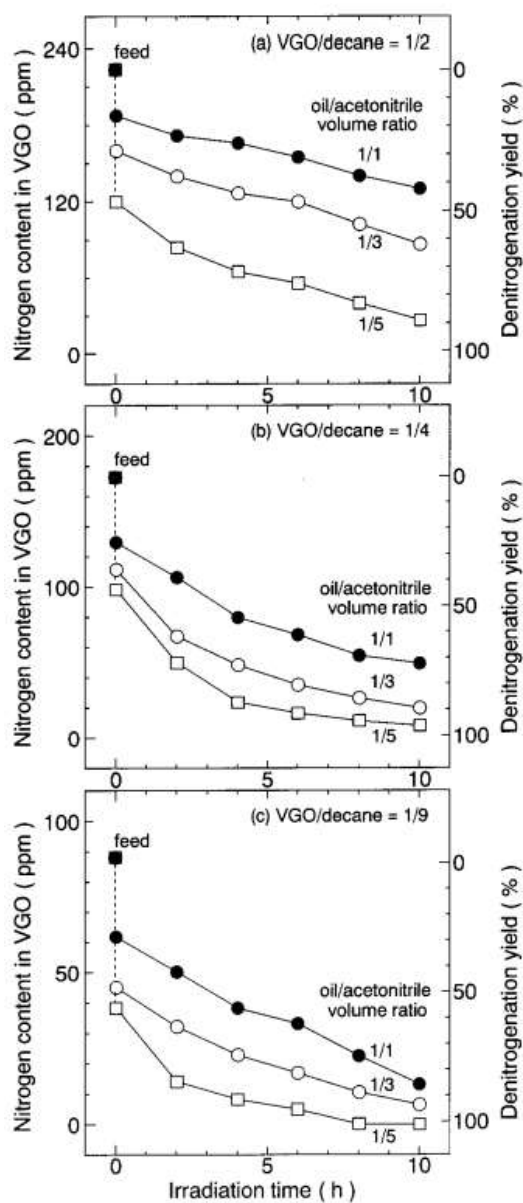 (a) VGO/decane = 1/2
feed
oil/acetonitrile
volume ratio
1/1
1/3
1/5
240
120
0
0
50
100
Nitrogen content in VGO ( ppm )
Denitrogenation yield ( % )
0
5
10
(b) VGO/decane = 1/4
feed
oil/acetonitrile
volume ratio
1/1
1/3
1/5
200
100
0
0
50
100
Nitrogen content in VGO ( ppm )
Denitrogenation yield ( % )
0
5
10
(c) VGO/decane = 1/9
feed
oil/acetonitrile
volume ratio
1/1
1/3
1/5
100
50
0
0
50
100
Nitrogen content in VGO ( ppm )
Denitrogenation yield ( % )
0
5
10
Irradiation time ( h )